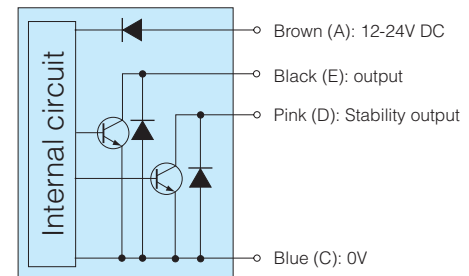 Brown (A): 12-24V DC
Black (E): output
Pink (D): Stability output
Internal circuit
Blue (C): 0V